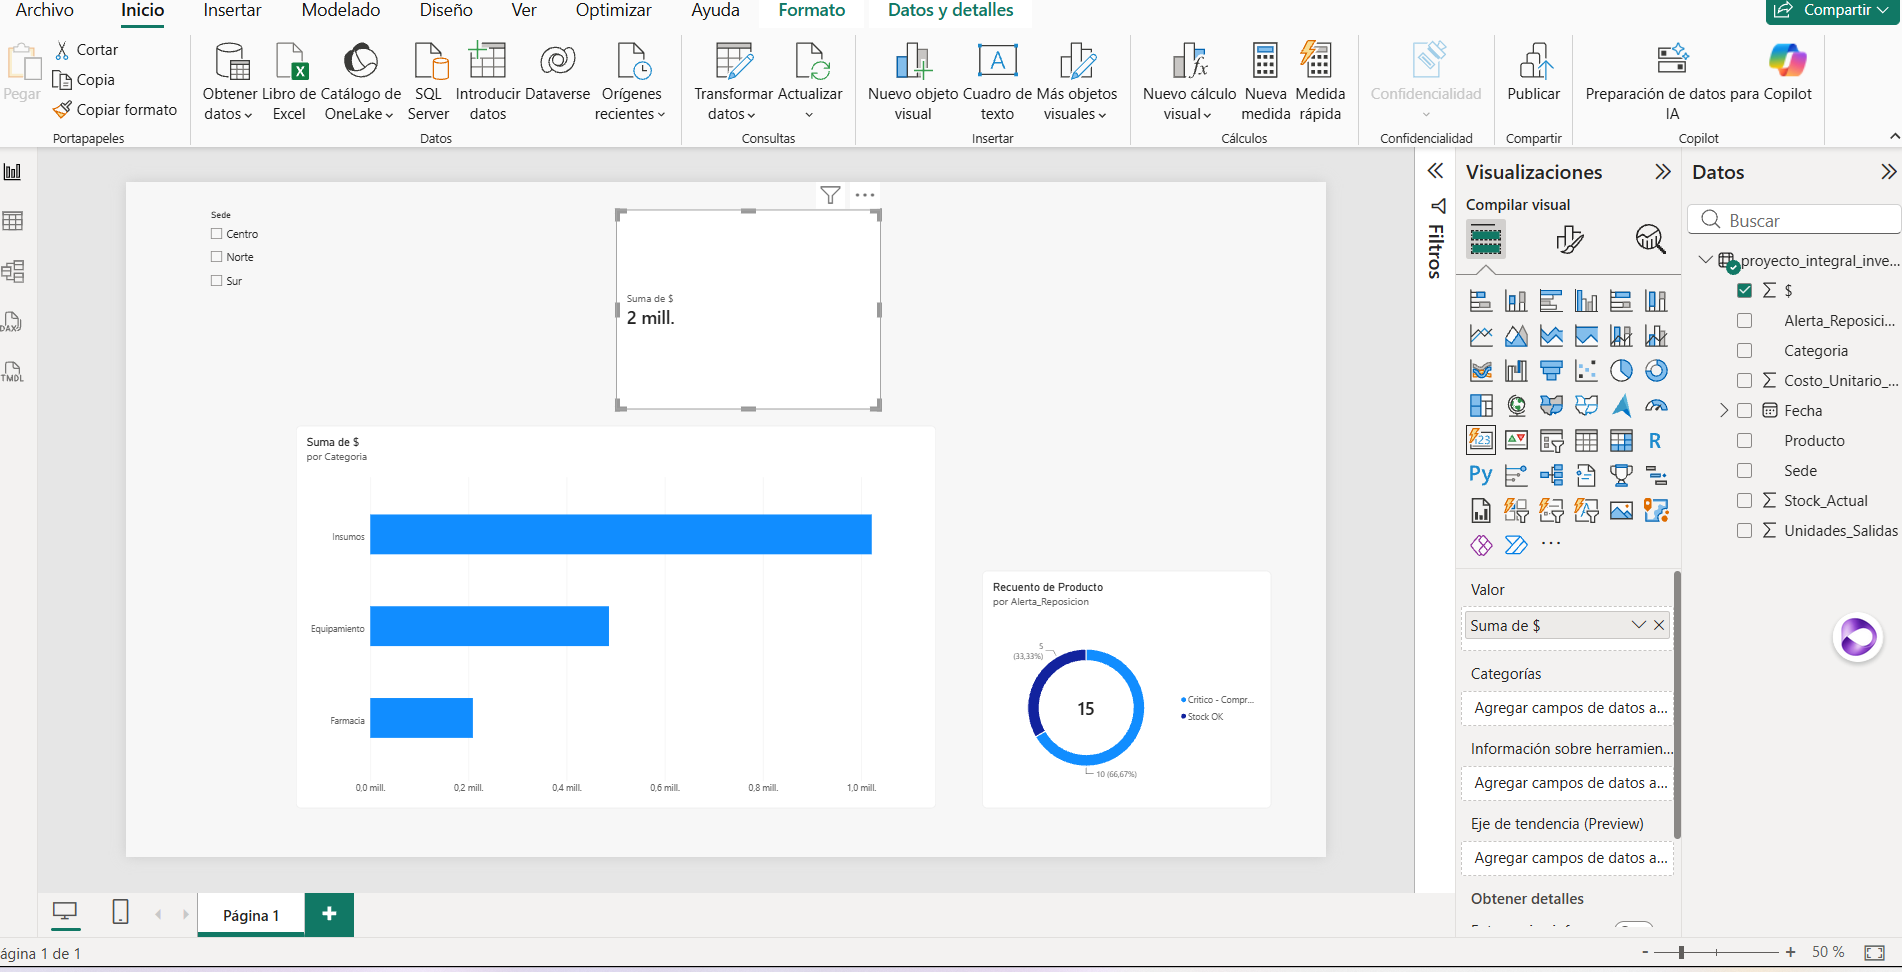 Archivo Inicio Insertar Modelado Diseño Ver Optimizar Ayuda Formato Datos y detalles Compartir
Pegar
Cortar
Copia
Copiar formato
Portapapeles
Obtener datos
Libro de Excel
Catálogo de OneLake
SQL Server
Introducir datos
Dataverse
Orígenes recientes
Datos
Transformar datos
Actualizar
Consultas
Nuevo objeto visual
Cuadro de texto
Más objetos visuales
Insertar
Nuevo cálculo visual
Nueva medida
Medida rápida
Cálculos
Confidencialidad
Confidencialidad
Publicar
Compartir
Preparación de datos para IA
Copilot
Copilot
DAX
TMDL
Sede
Centro
Norte
Sur
Suma de $
2 mill.
Suma de $
por Categoria
Insumos
Equipamiento
Farmacia
0,0 mill. 0,2 mill. 0,4 mill. 0,6 mill. 0,8 mill. 1,0 mill.
Recuento de Producto
por Alerta_Reposicion
5
(33,33%)
15
10 (66,67%)
Critico - Compr...
Stock OK
Filtros
Visualizaciones
Compilar visual
123
R
Py
Valor
Suma de $
Categorías
Agregar campos de datos a...
Información sobre herramien...
Agregar campos de datos a...
Eje de tendencia (Preview)
Agregar campos de datos a...
Obtener detalles
Datos
Buscar
proyecto_integral_inve...
$
Alerta_Reposici...
Categoria
Costo_Unitario_...
Fecha
Producto
Sede
Stock_Actual
Unidades_Salidas
Página 1
ágina 1 de 1
- + 50 %